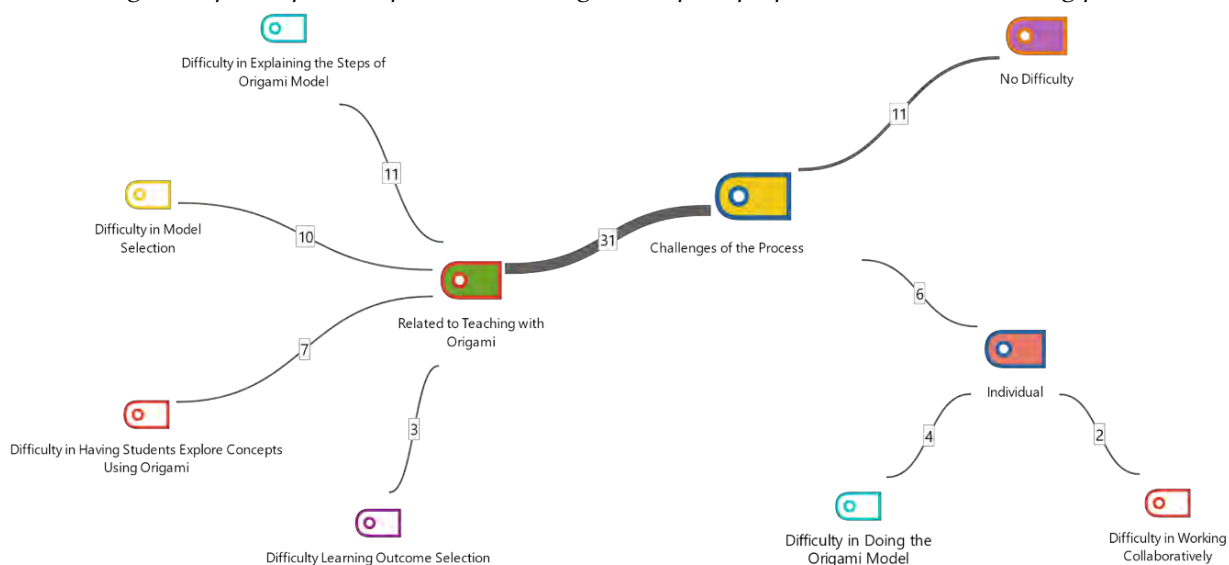 Difficulty in Explaining the Steps of
Origami Model
No Difficulty
11
11
Difficulty in Model
Selection
10
31
Challenges of the Process
Related to Teaching with
Origami
6
7
Individual
Difficulty in Having Students Explore Concepts
Using Origami
3
4
2
Difficulty Learning Outcome Selection
Difficulty in Doing the
Origami Model
Difficulty in Working
Collaboratively